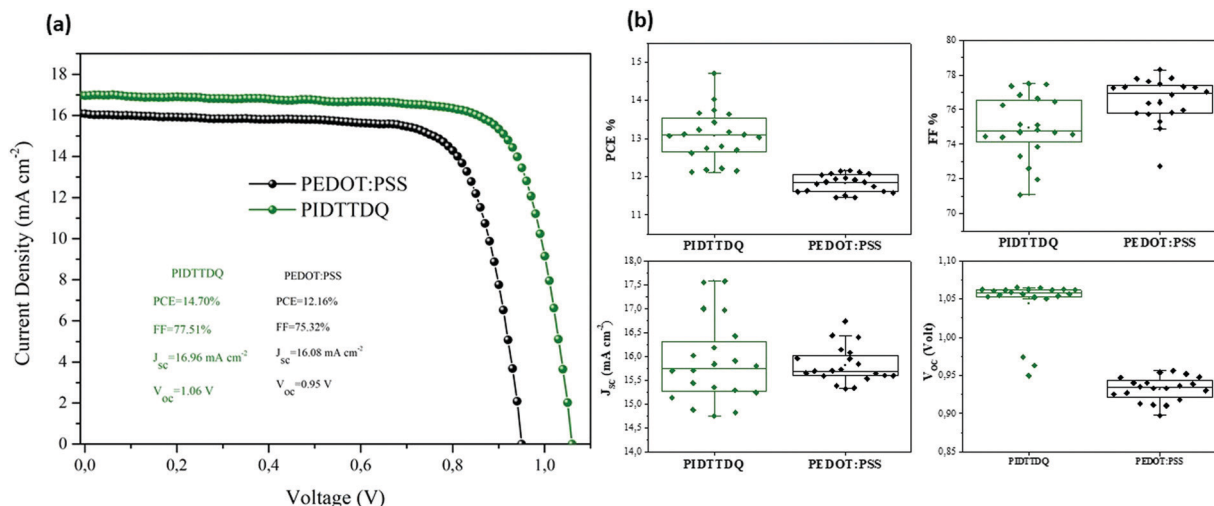 (a)
18
16
14
12
10
8
6
4
2
0
Current Density (mA cm-2)
PEDOT:PSS
PIDTTDQ
PIDTTDQ
PCE=14.70%
FF=77.51%
Jsc=16.96 mA cm-2
Voc=1.06 V
PEDOT:PSS
PCE=12.16%
FF=75.32%
Jsc=16.08 mA cm-2
Voc=0.95 V
0,0 0,2 0,4 0,6 0,8 1,0
Voltage (V)
(b)
15
14
13
12
11
PCE %
PIDTTDQ PEDOT:PSS
80
78
76
74
72
70
FF %
PIDTTDQ PEDOT:PSS
18,0
17,5
17,0
16,5
16,0
15,5
15,0
14,5
14,0
JSC (mA cm-2)
PIDTTDQ PEDOT:PSS
1,10
1,05
1,00
0,95
0,90
0,85
VOC (Volt)
PIDTTDQ PEDOT:PSS